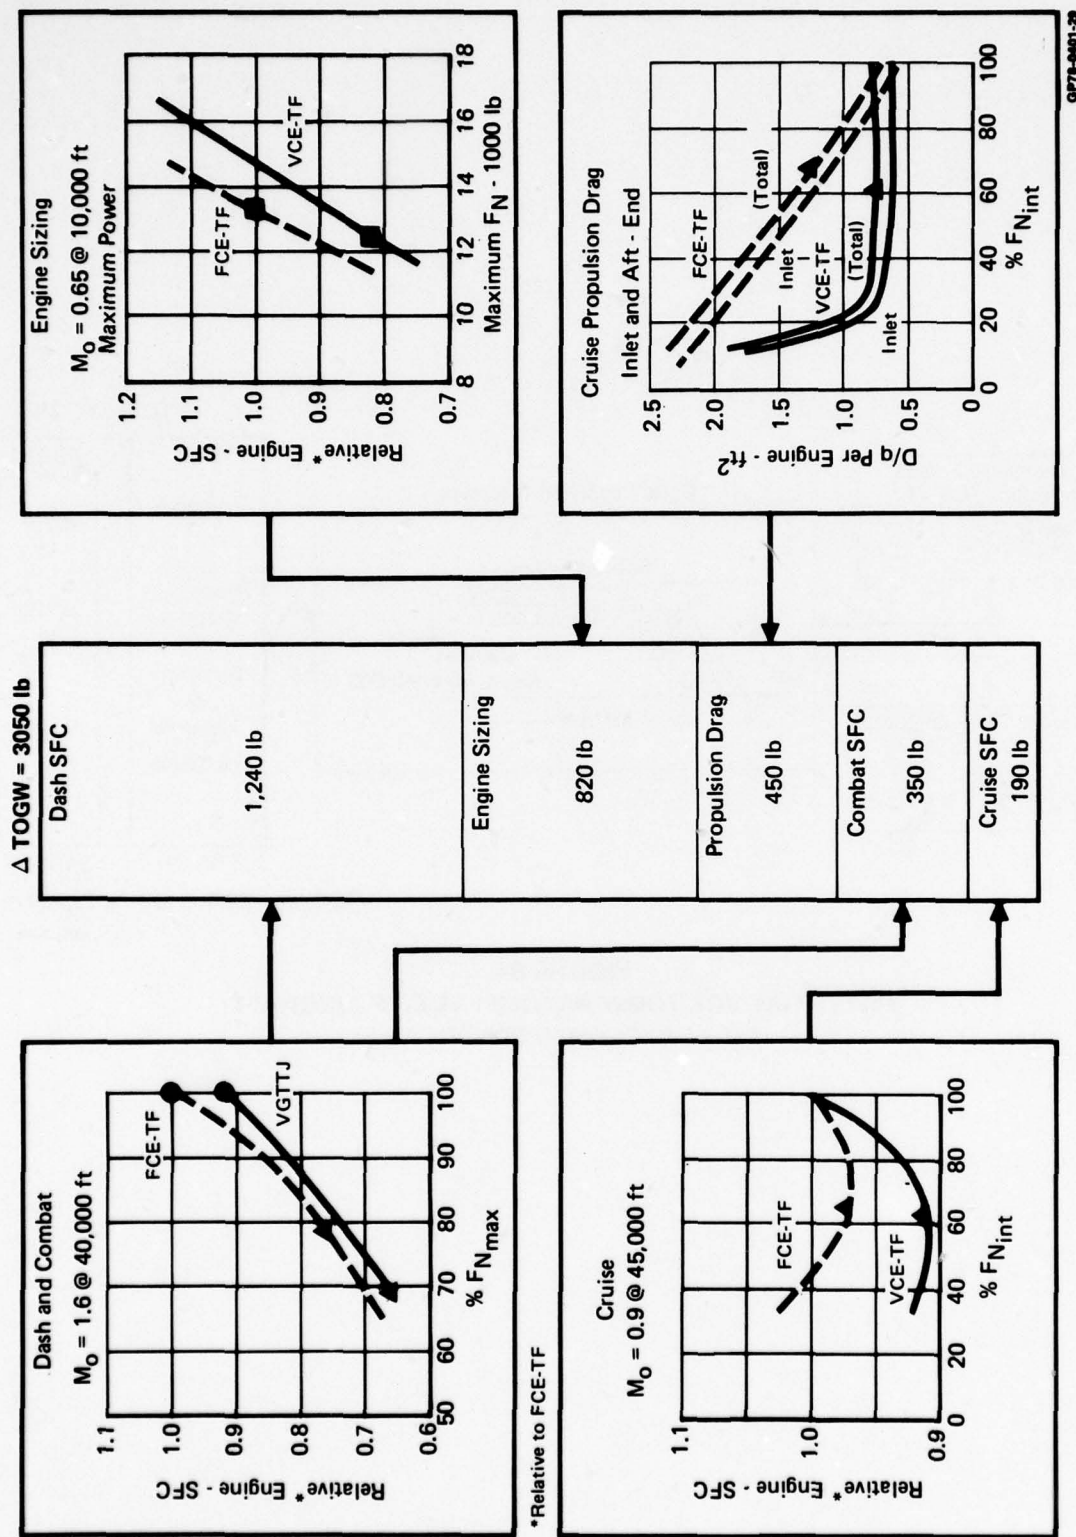 Dash and Combat
M₀ = 1.6 @ 40,000 ft
Relative* Engine - SFC
1.1
1.0
0.9
0.8
0.7
0.6
FCE-TF
VGTTJ
50
60
70
80
90
100
% F_Nmax
*Relative to FCE-TF
Cruise
M₀ = 0.9 @ 45,000 ft
Relative* Engine - SFC
1.1
1.0
0.9
FCE-TF
VCE-TF
0
20
40
60
80
100
% F_Nint
Δ TOGW = 3050 lb
Dash SFC
1,240 lb
Engine Sizing
820 lb
Propulsion Drag
450 lb
Combat SFC
350 lb
Cruise SFC
190 lb
Engine Sizing
M₀ = 0.65 @ 10,000 ft
Maximum Power
Relative* Engine - SFC
1.2
1.1
1.0
0.9
0.8
0.7
FCE-TF
VCE-TF
8
10
12
14
16
18
Maximum F_N - 1000 lb
Cruise Propulsion Drag
Inlet and Aft - End
D/q Per Engine - ft²
2.5
2.0
1.5
1.0
0.5
0
FCE-TF
(Total)
Inlet
VCE-TF
(Total)
Inlet
0
20
40
60
80
100
% F_Nint